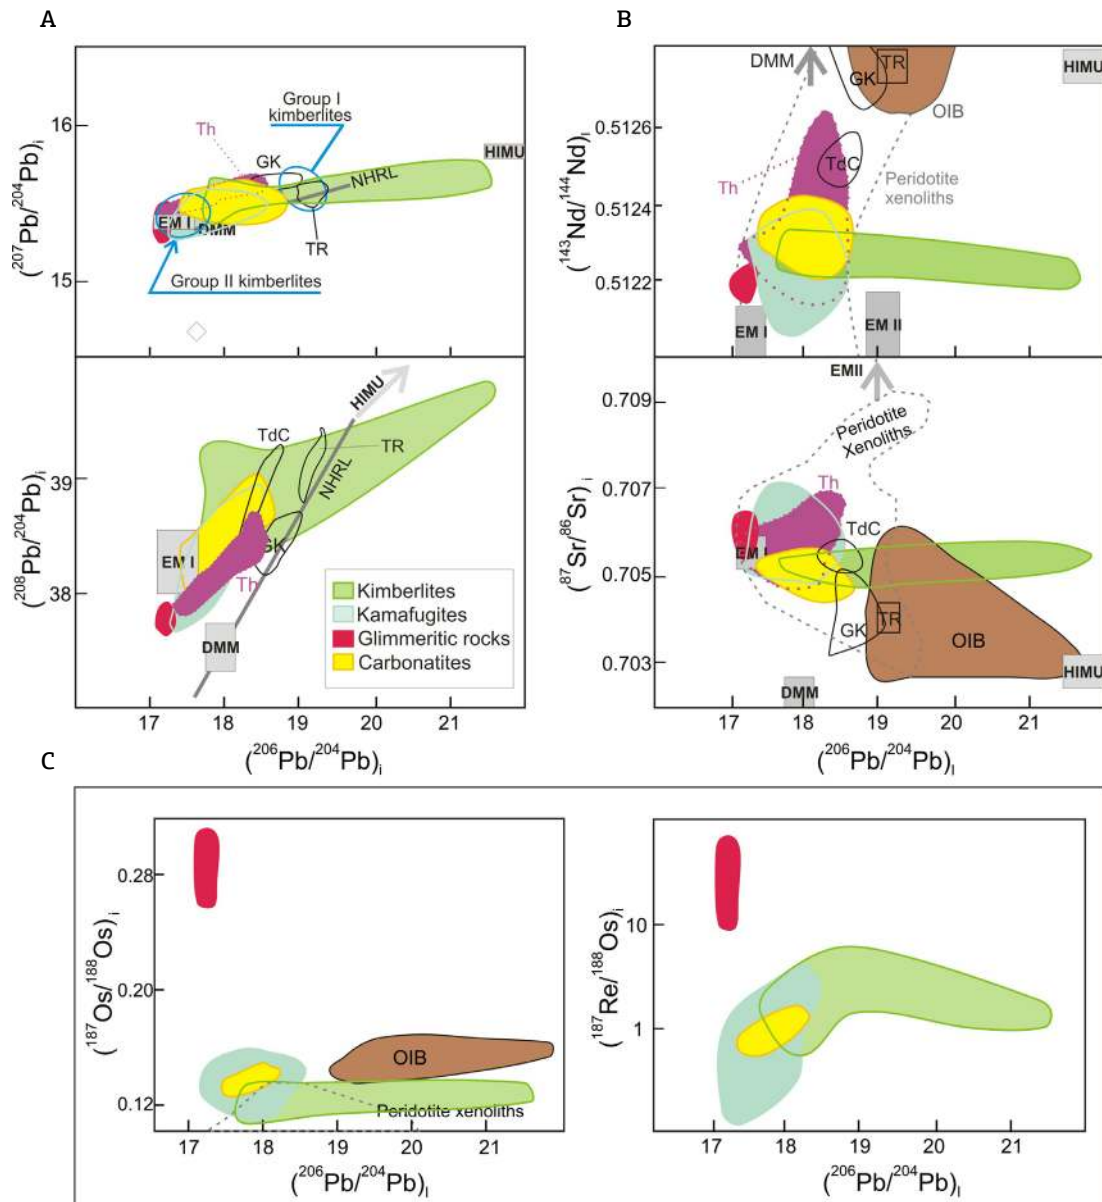 A
16
15
(²⁰⁷Pb/²⁰⁴Pb)ᵢ
Group I
kimberlites
Th
GK
NHRL
HIMU
EM I
DMM
TR
Group II kimberlites
39
38
(²⁰⁸Pb/²⁰⁴Pb)ᵢ
HIMU
TdC
TR
NHRL
EM I
GK
Th
DMM
Kimberlites
Kamafugites
Glimmeritic rocks
Carbonatites
17 18 19 20 21
(²⁰⁶Pb/²⁰⁴Pb)ᵢ
B
0.5126
0.5124
0.5122
(¹⁴³Nd/¹⁴⁴Nd)ᵢ
DMM
TR
GK
HIMU
OIB
TdC
Th
Peridotite
xenoliths
EM I
EM II
0.709
0.707
0.705
0.703
(⁸⁷Sr/⁸⁶Sr)ᵢ
EMII
Peridotite
Xenoliths
Th
TdC
EM I
TR
GK
OIB
HIMU
DMM
17 18 19 20 21
(²⁰⁶Pb/²⁰⁴Pb)ₗ
C
0.28
0.20
0.12
(¹⁸⁷Os/¹⁸⁸Os)ᵢ
OIB
Peridotite xenoliths
17 18 19 20 21
(²⁰⁶Pb/²⁰⁴Pb)ₗ
10
1
(¹⁸⁷Re/¹⁸⁸Os)ᵢ
17 18 19 20 21
(²⁰⁶Pb/²⁰⁴Pb)ₗ